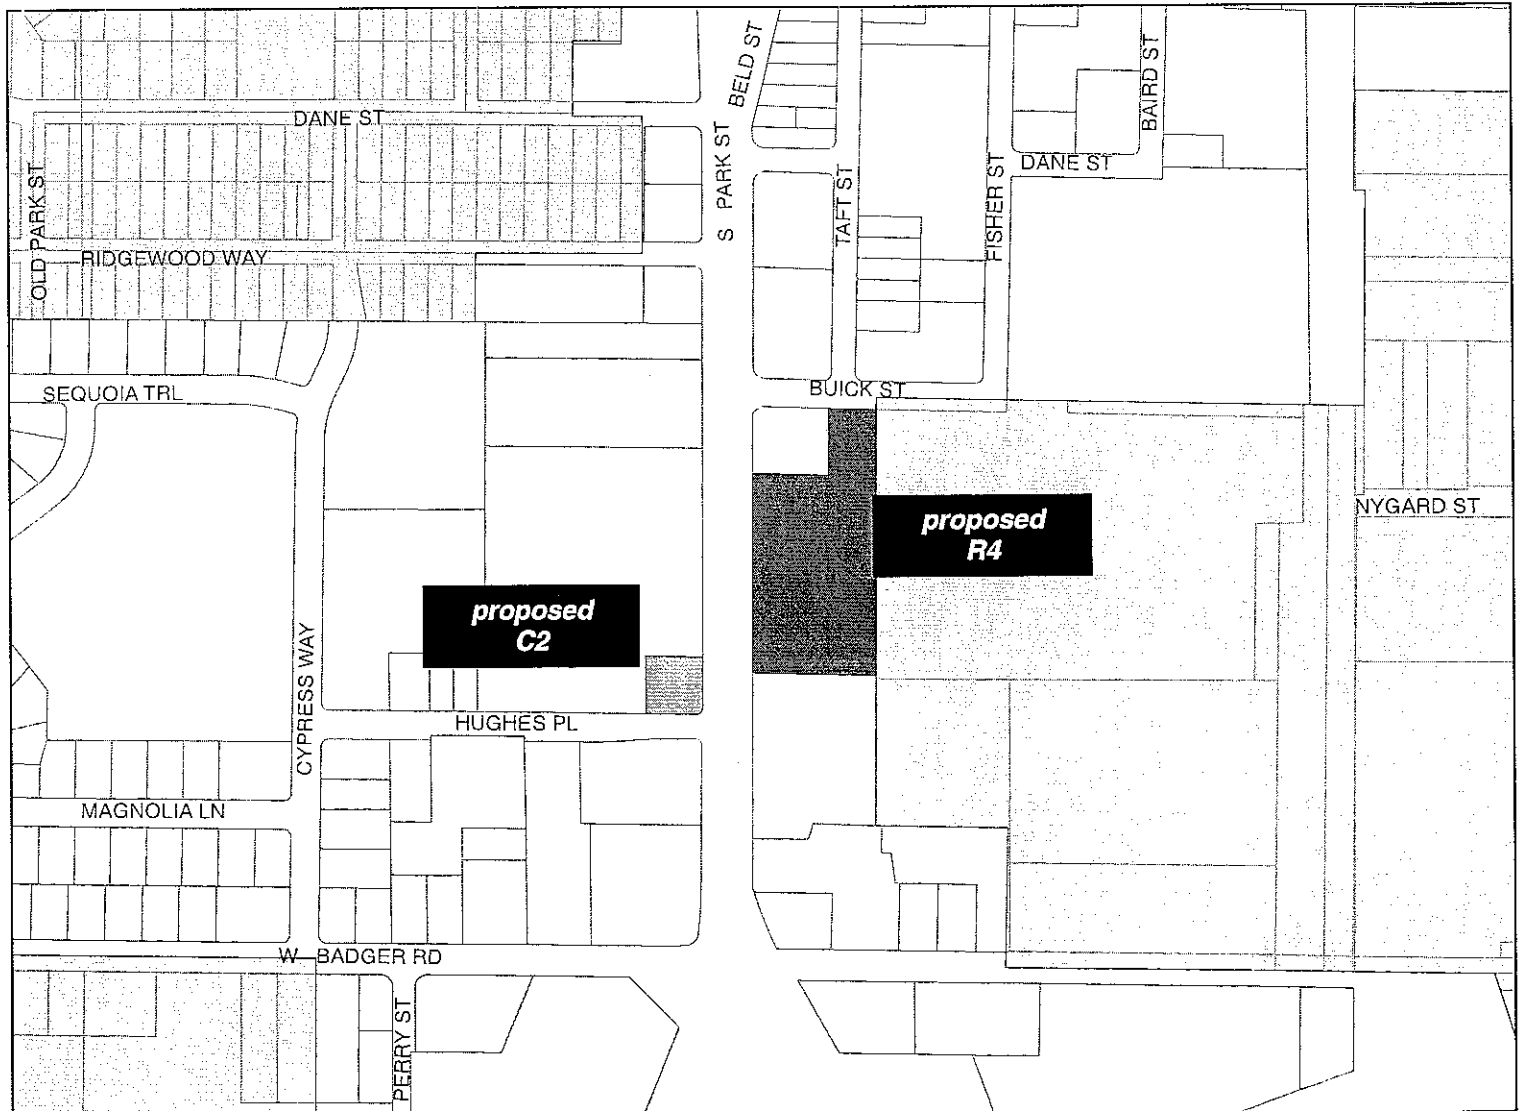 BELD ST
BAIRD ST
DANE ST
S PARK ST
DANE ST
OLD PARK ST
TAFT ST
FISHER ST
RIDGEWOOD WAY
SEQUOIA TRL
BUICK ST
NYGARD ST
proposed
R4
proposed
C2
CYPRESS WAY
HUGHES PL
MAGNOLIA LN
W BADGER RD
PERRY ST